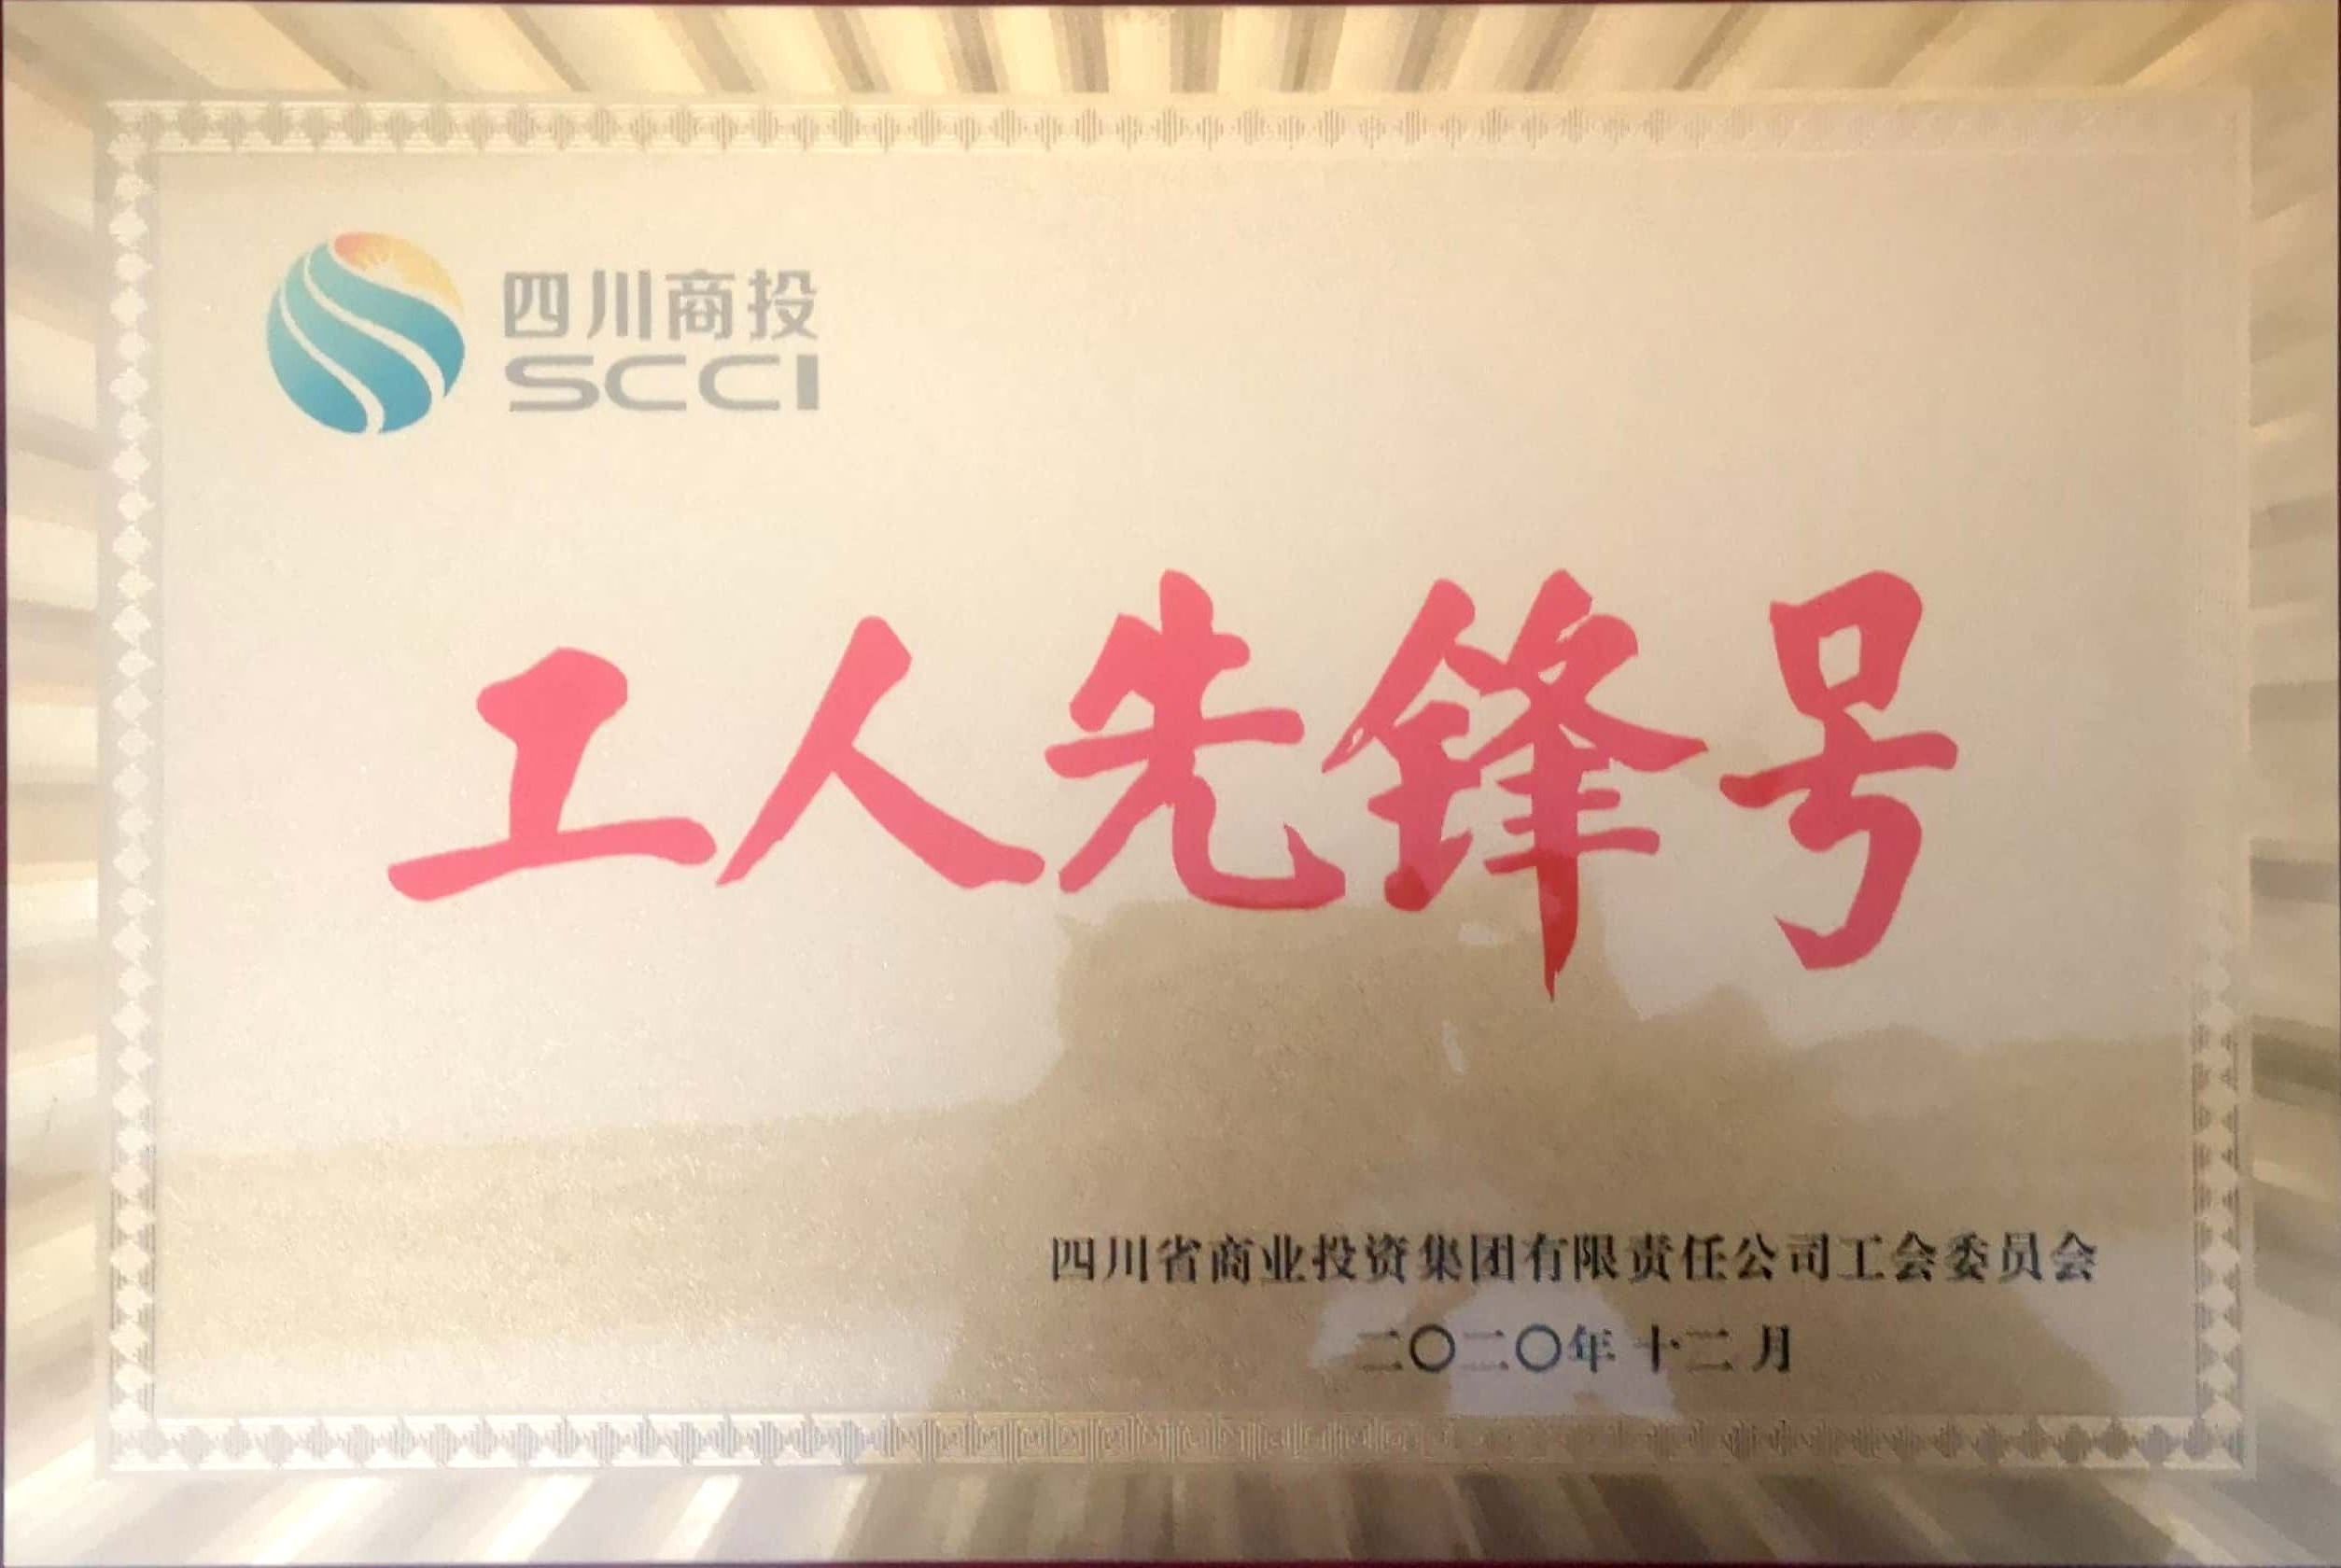 四川商投
SCCI
工人先锋号
四川省商业投资集团有限责任公司工会委员会
二〇二〇年十二月